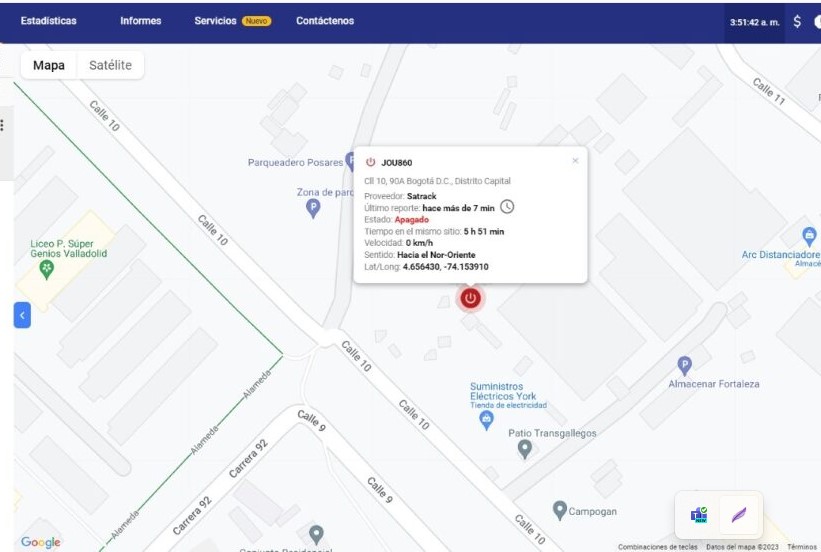 Estadísticas
Informes
Servicios Nuevo
Contáctenos
3:51:42 a. m.
$
Mapa
Satélite
Calle 10
Calle 11
Parqueadero Posares
JOU860
Cll 10, 90A Bogotá D.C., Distrito Capital
Proveedor: Satrack
Último reporte: hace más de 7 min
Estado: Apagado
Tiempo en el mismo sitio: 5 h 51 min
Velocidad: 0 km/h
Sentido: Hacia el Nor-Oriente
Lat/Long: 4.656430, -74.153910
Zona de parq
Calle 10
Liceo P. Súper
Genios Valladolid
Arc Distanciadore
Almacé
Calle 10
Alameda
Suministros
Eléctricos York
Tienda de electricidad
Almacenar Fortaleza
Calle 10
Calle 9
Alameda
Carrera 92
Patio Transgallegos
Calle 9
Carrera 92
Alameda
Campogan
Calle 10
Google
Combinaciones de teclas
Datos del mapa ©2023
Términos